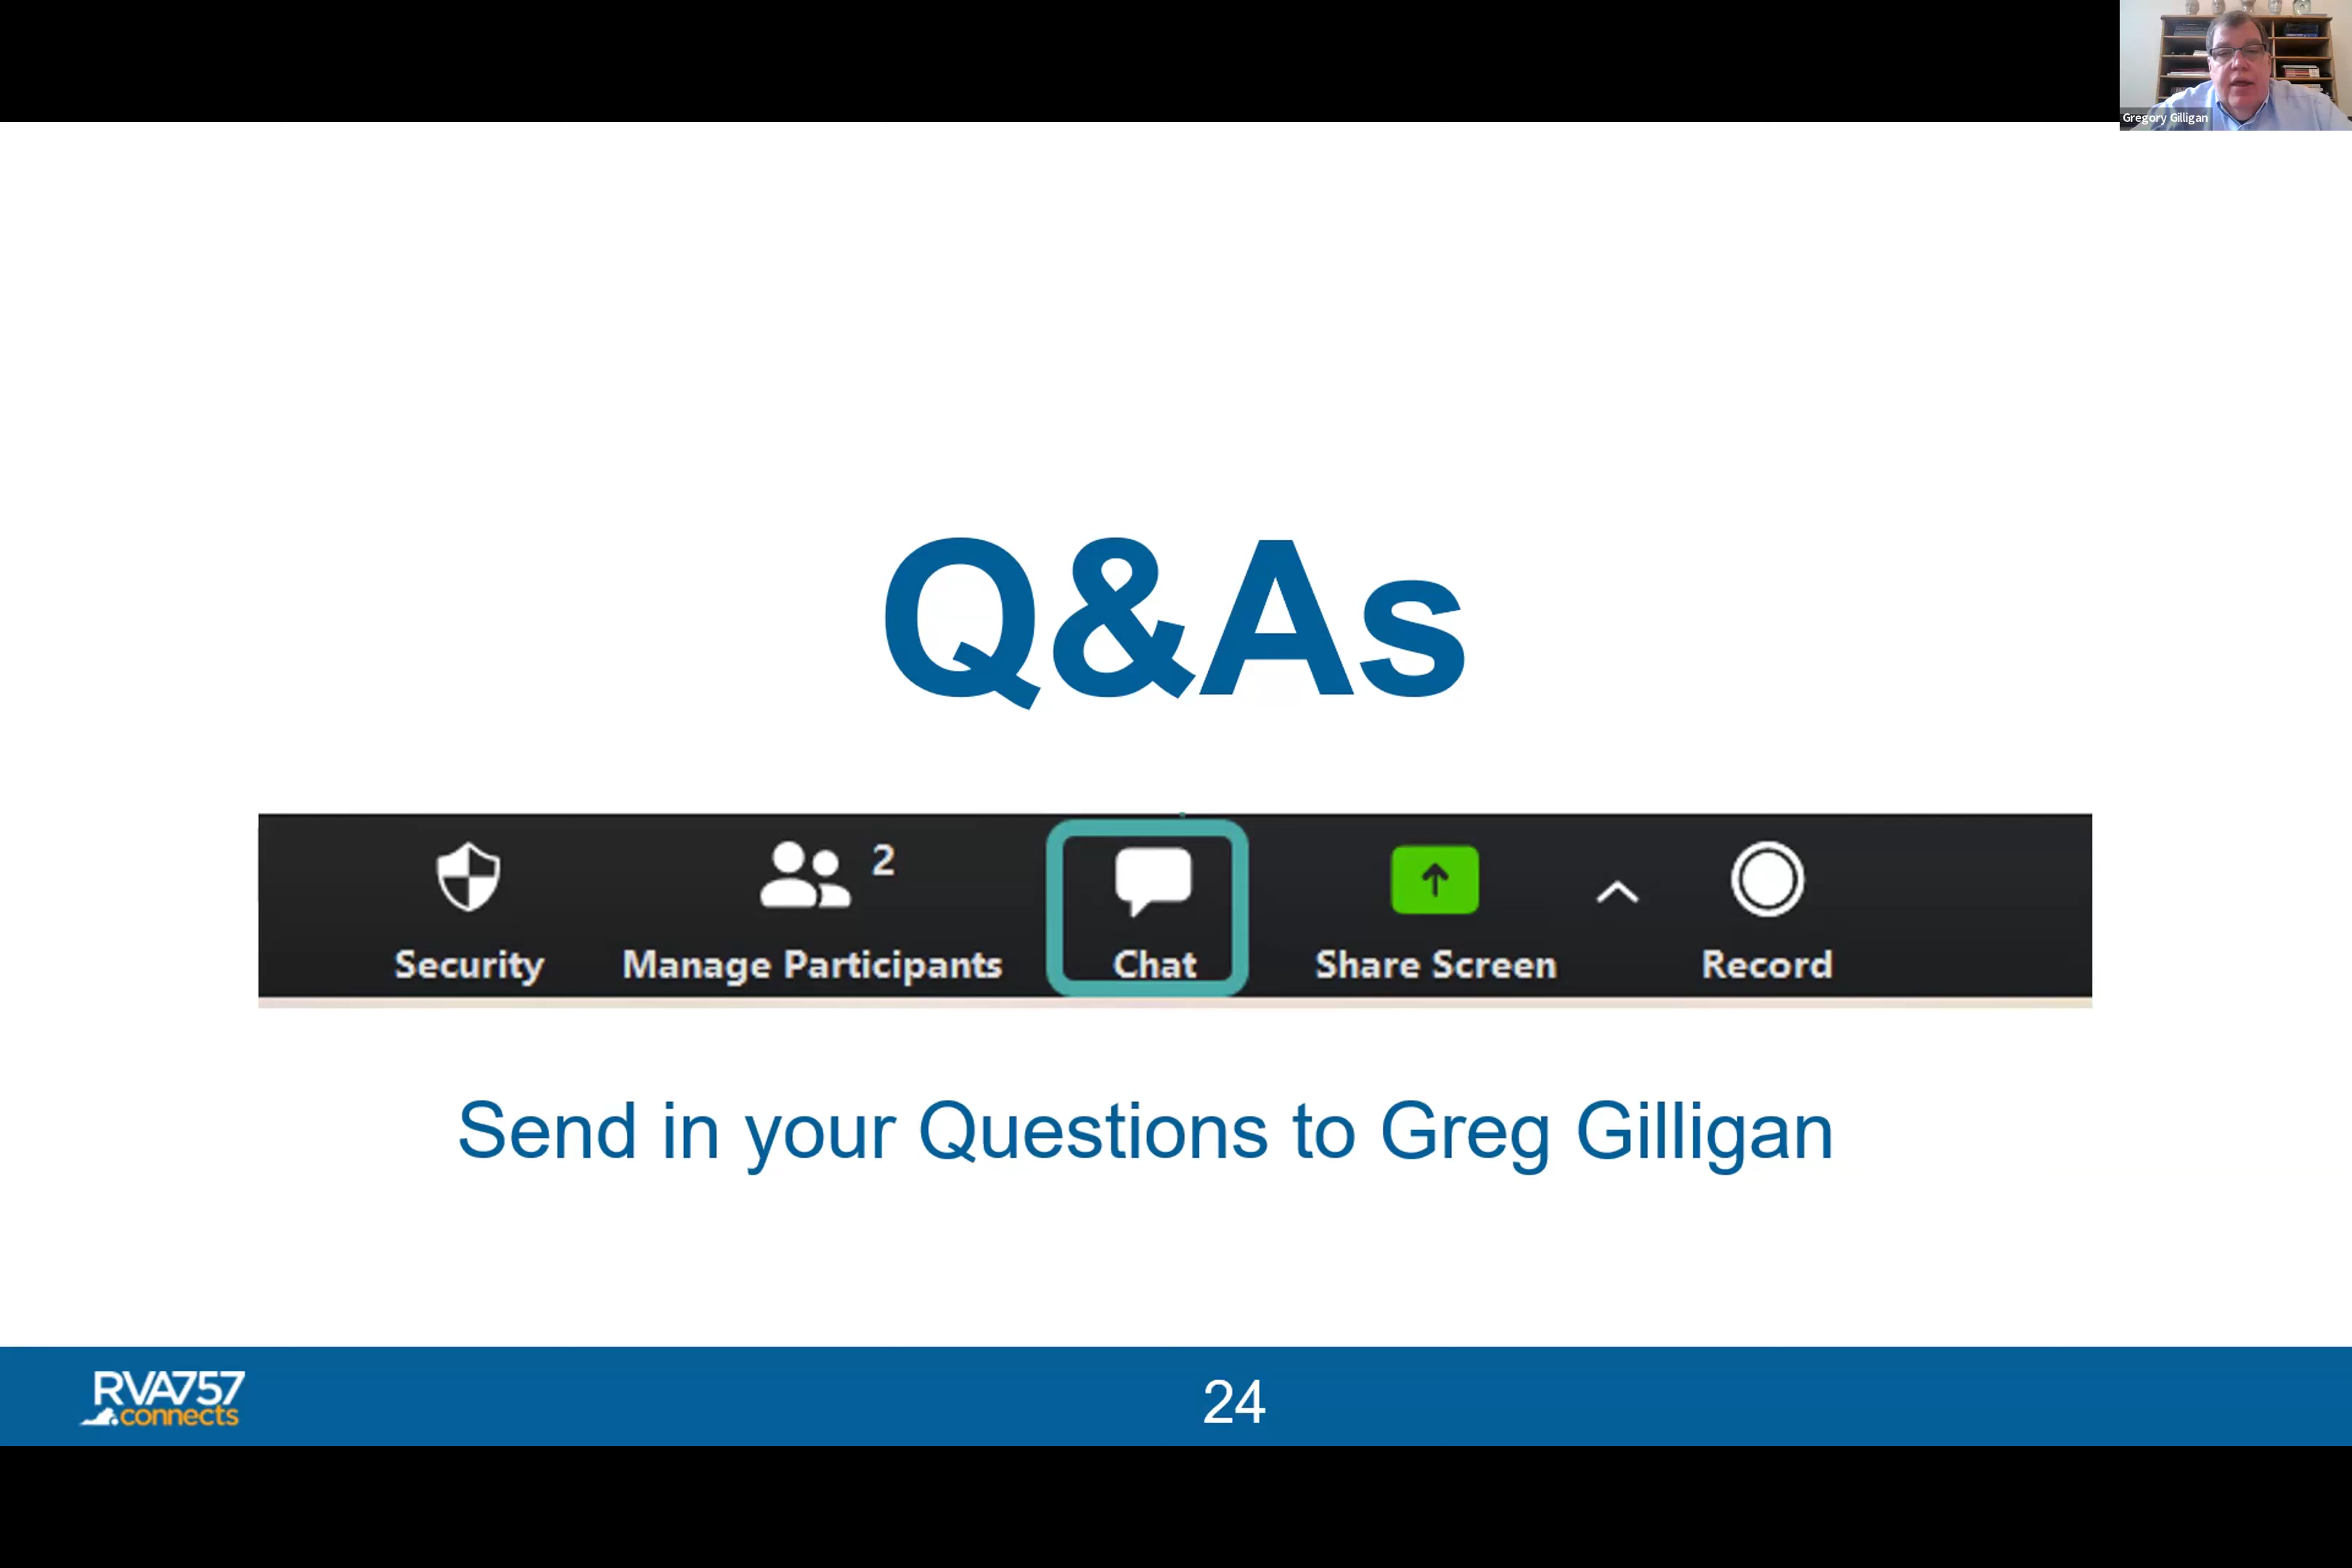 Gregory Gilligan
Q&As
2
Security
Manage Participants
Chat
Share Screen
Record
Send in your Questions to Greg Gilligan
RVA757
connects
24